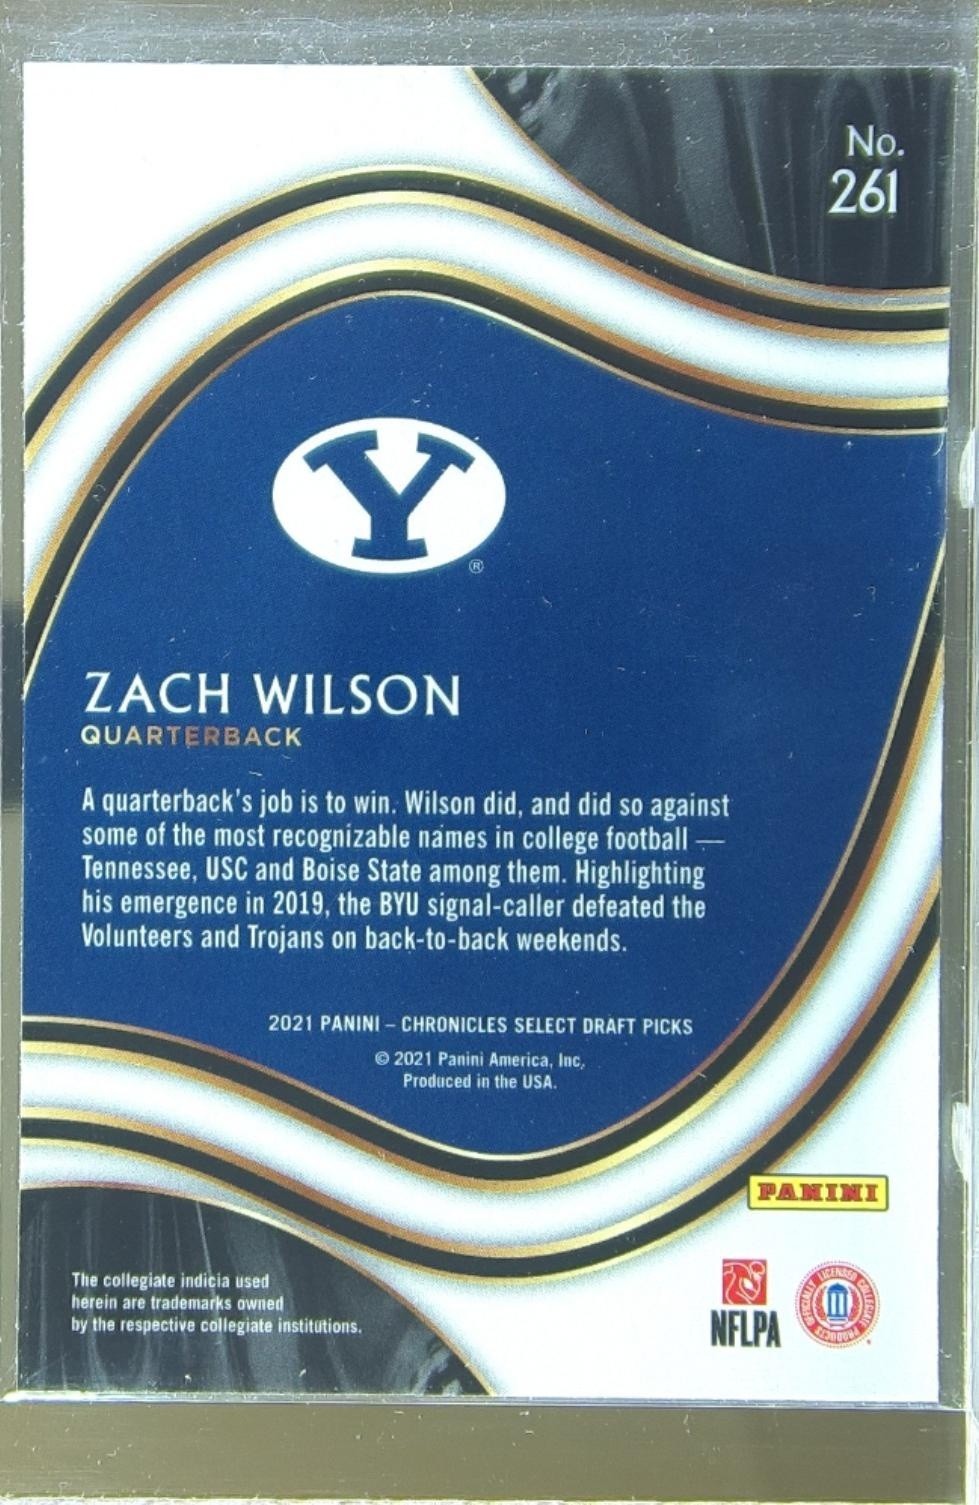 No.
261
Y
®
ZACH WILSON
QUARTERBACK
A quarterback's job is to win. Wilson did, and did so against
some of the most recognizable names in college football —
Tennessee, USC and Boise State among them. Highlighting
his emergence in 2019, the BYU signal-caller defeated the
Volunteers and Trojans on back-to-back weekends.
2021 PANINI – CHRONICLES SELECT DRAFT PICKS
© 2021 Panini America, Inc.
Produced in the USA.
PANINI
The collegiate indicia used
herein are trademarks owned
by the respective collegiate institutions.
NFLPA
OFFICIALLY LICENSED COLLEGIATE PRODUCTS